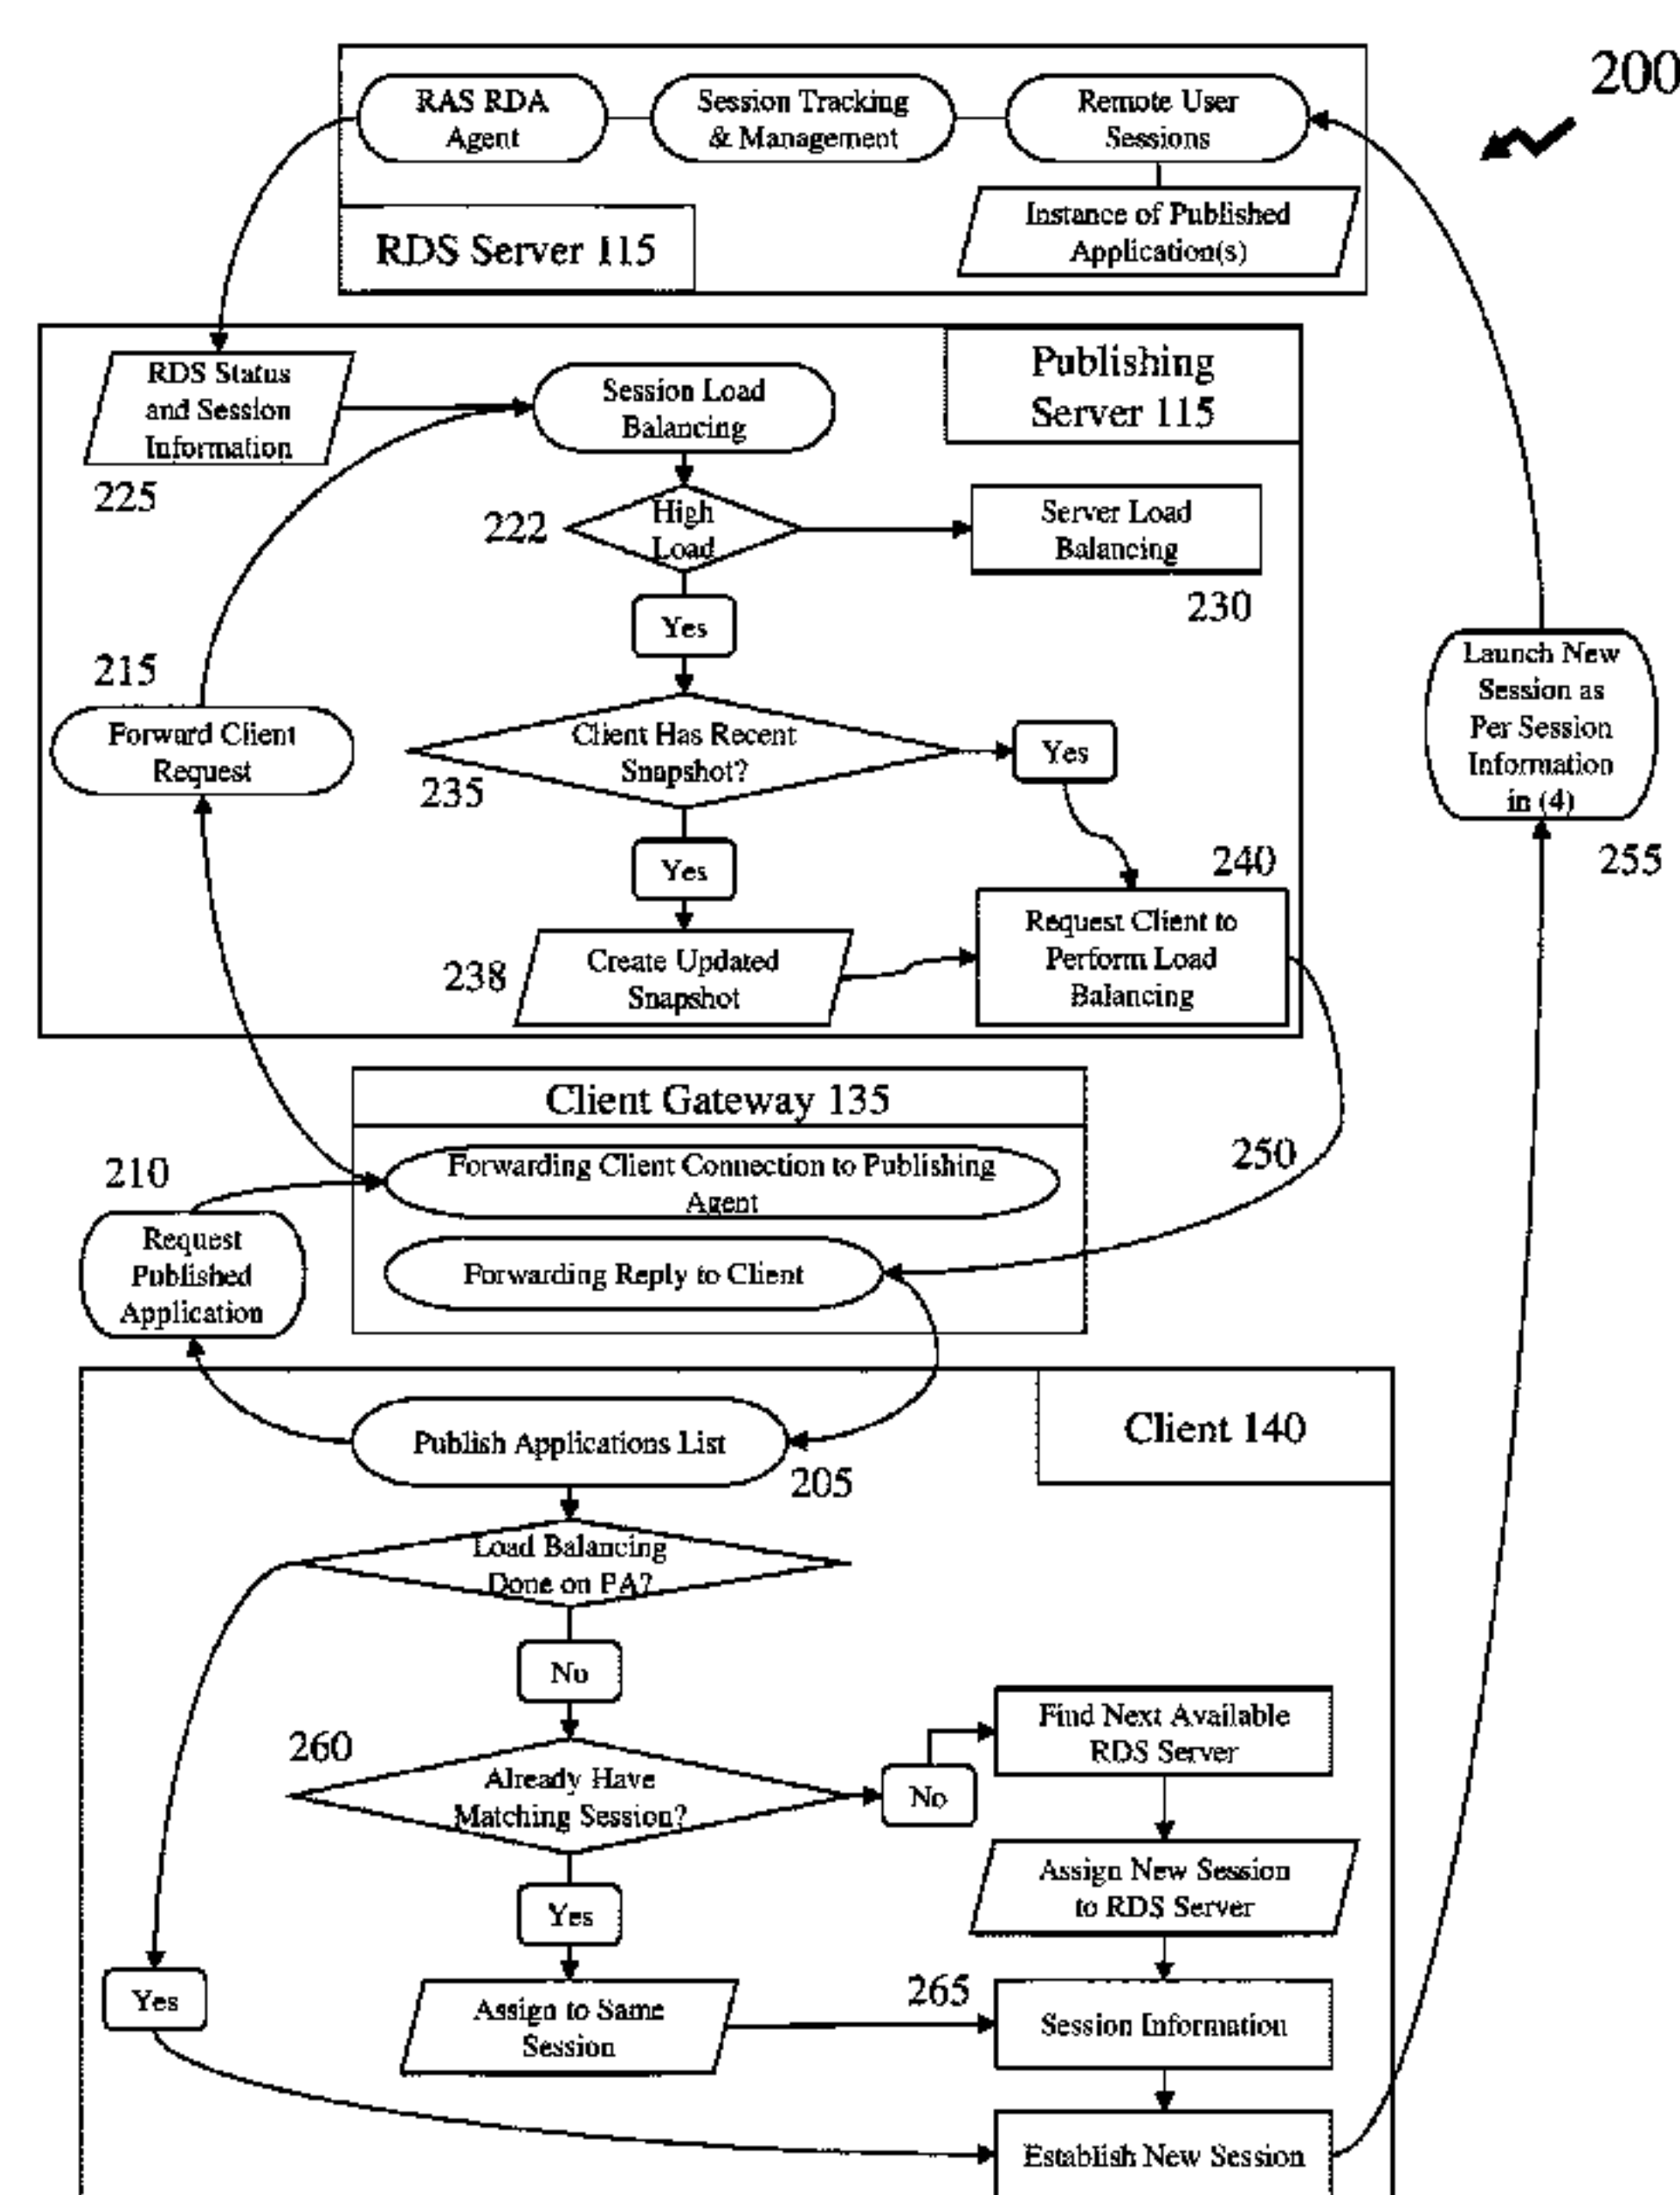 200
RAS RDA
Agent
Session Tracking
& Management
Remote User
Sessions
Instance of Published
Application(s)
RDS Server 115
Publishing
Server 115
RDS Status
and Session
Information
225
Session Load
Balancing
222
High
Load
Server Load
Balancing
230
Yes
215
Forward Client
Request
Client Has Recent
Snapshot?
235
Yes
Launch New
Session as
Per Session
Information
in (4)
255
Yes
240
238
Create Updated
Snapshot
Request Client to
Perform Load
Balancing
Client Gateway 135
Forwarding Client Connection to Publishing
Agent
250
210
Request
Published
Application
Forwarding Reply to Client
Client 140
Publish Applications List
205
Load Balancing
Done on PA?
No
260
Already Have
Matching Session?
No
Find Next Available
RDS Server
Assign New Session
to RDS Server
Yes
Yes
Assign to Same
Session
265
Session Information
Establish New Session